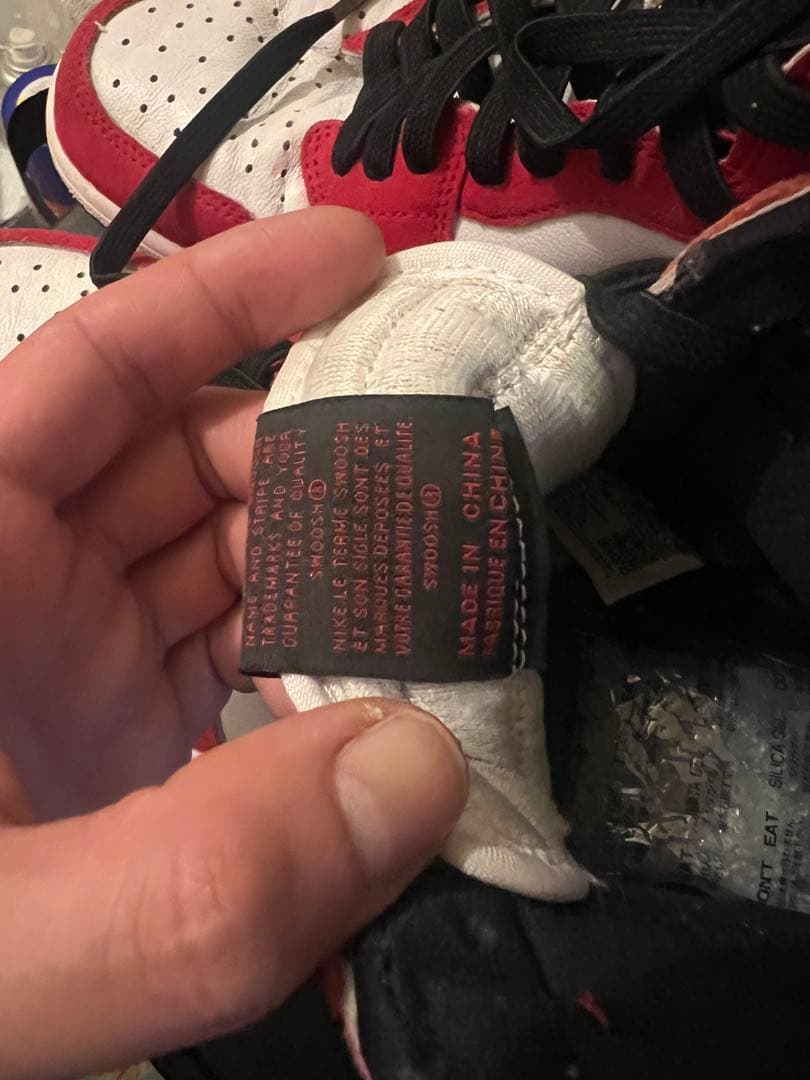 NAME AND STRIPE ARE
TRADEMARKS AND YOUR
GUARANTEE OF QUALITY
SWOOSH®
NIKE.LE TERME SWOOSH
ET SON SIGLE SONT DES
MARQUES DEPOSEES ET
VOTRE GARANTIE DE QUALITE.
SWOOSH®
MADE IN CHINA
FABRIQUE EN CHINE
SILICA GEL DO
EAT